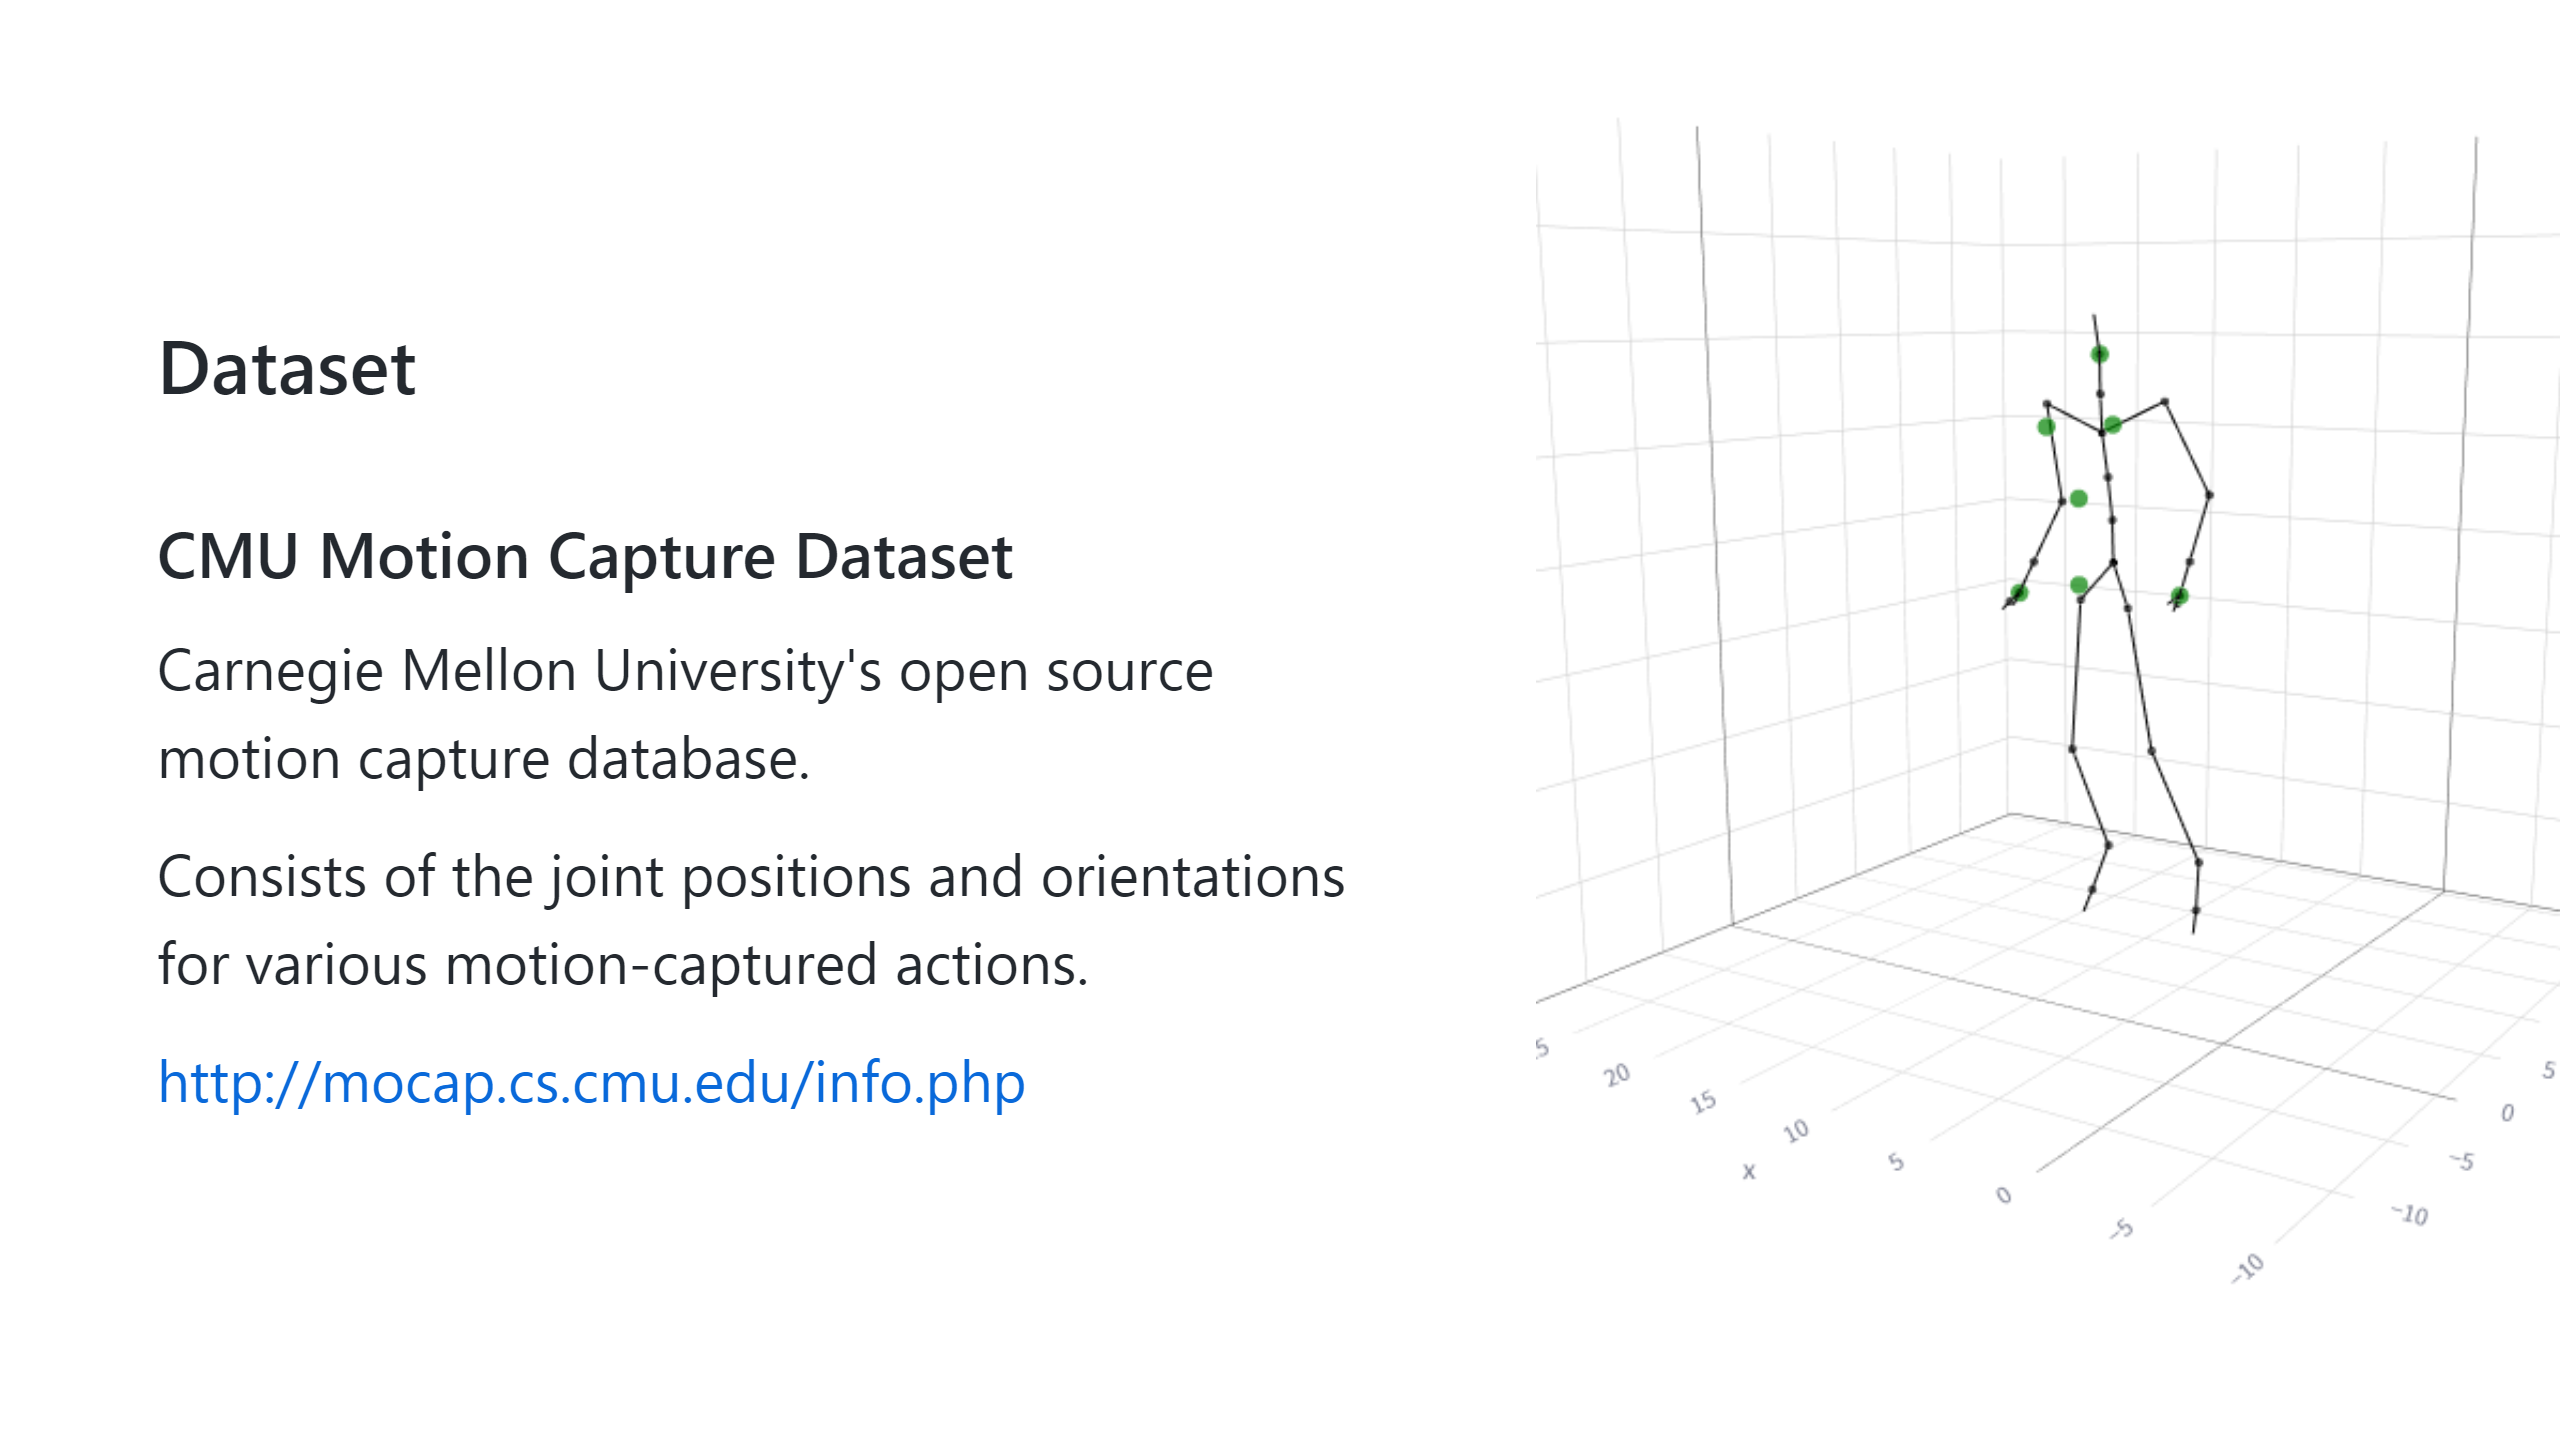 Dataset
CMU Motion Capture Dataset
Carnegie Mellon University's open source
motion capture database.
Consists of the joint positions and orientations
for various motion-captured actions.
http://mocap.cs.cmu.edu/info.php
5
20
15
10
x
5
0
−5
−10
5
0
−5
−10